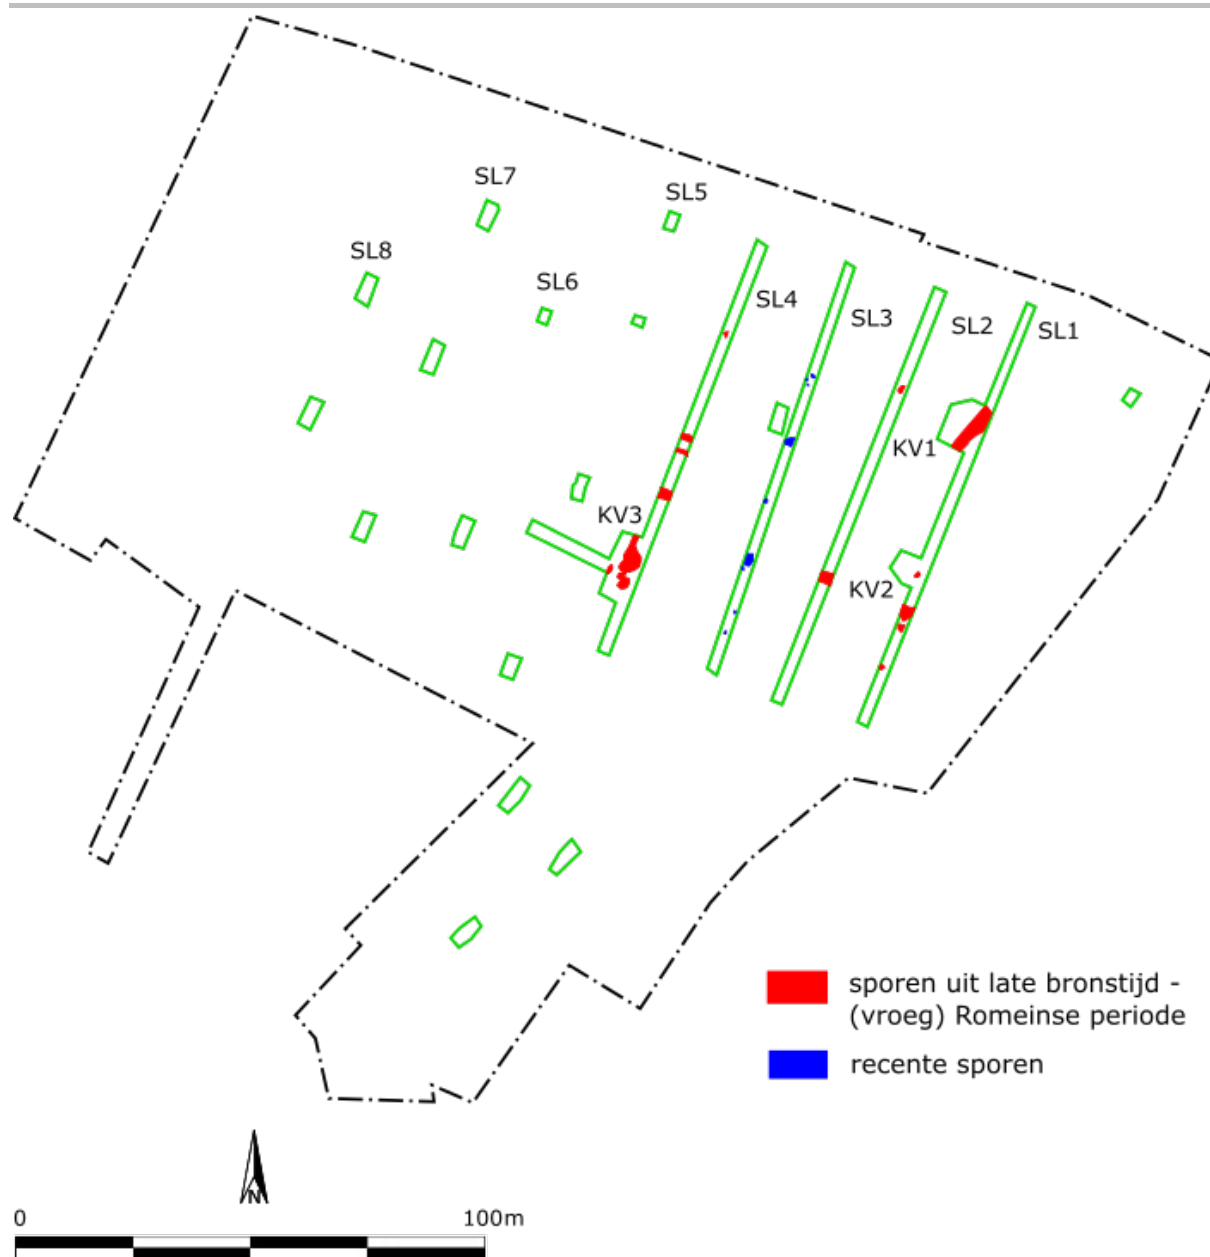 SL7
SL5
SL8
SL6
SL4
SL3
SL2
SL1
KV1
KV3
KV2
sporen uit late bronstijd -
(vroeg) Romeinse periode
recente sporen
N
0 100m